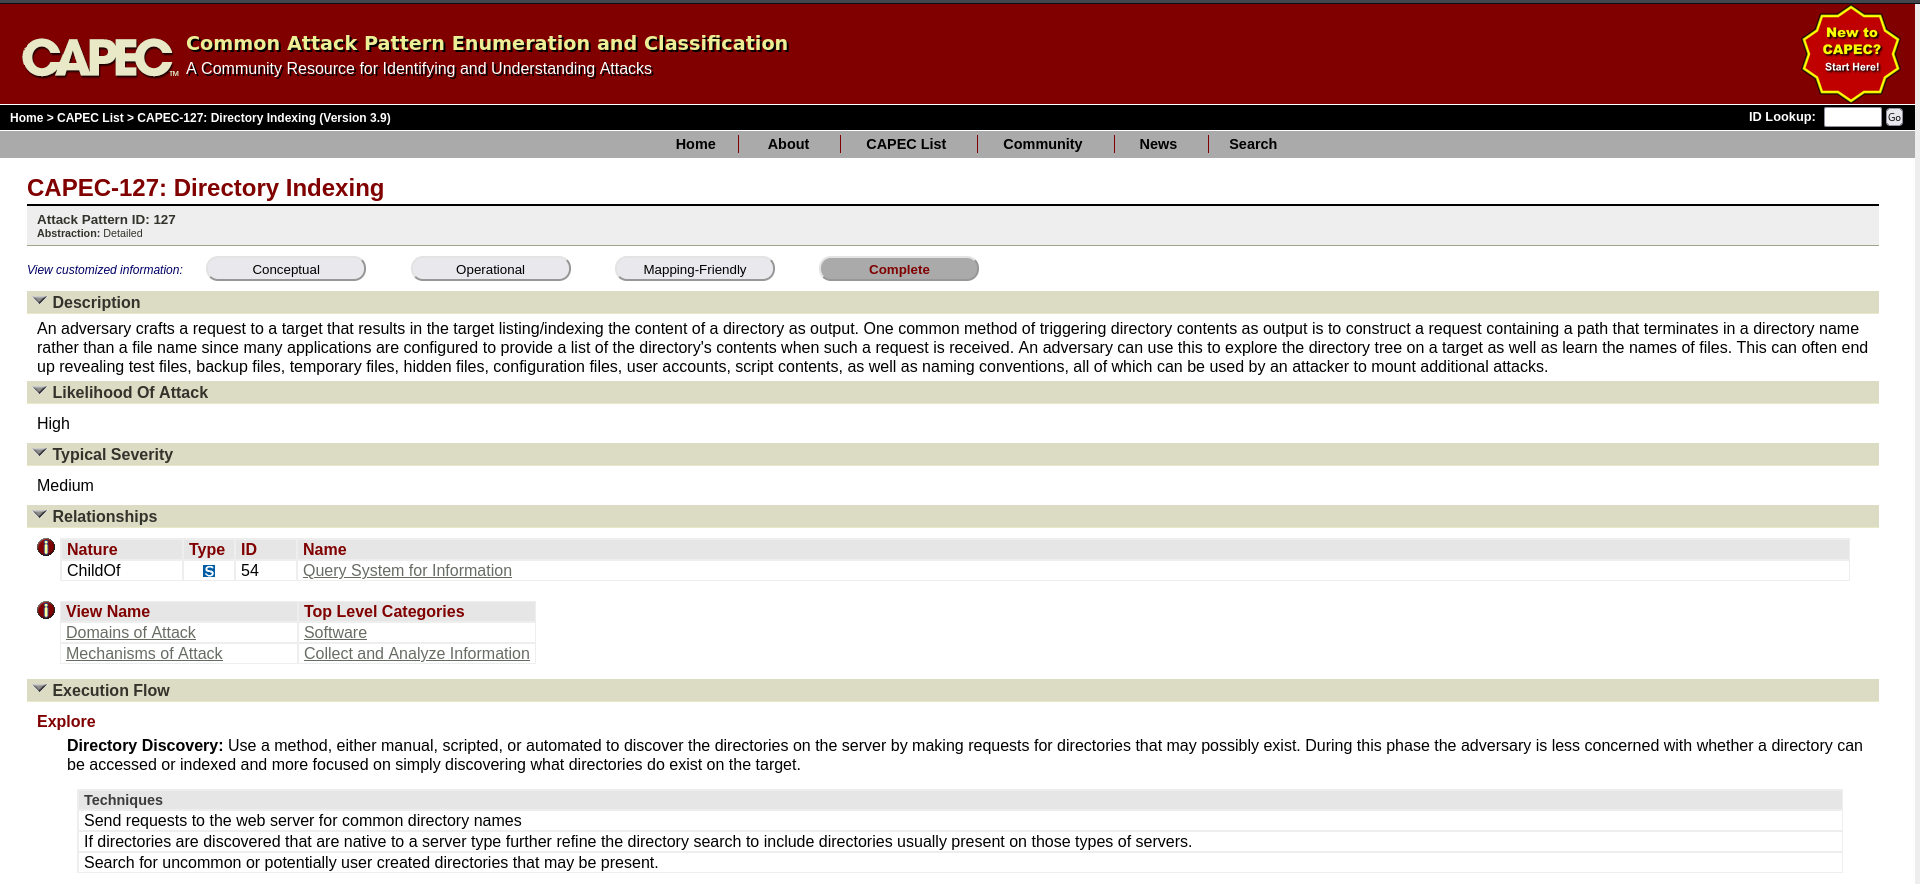 CAPEC™
Common Attack Pattern Enumeration and Classification
A Community Resource for Identifying and Understanding Attacks
New to
CAPEC?
Start Here!
Home > CAPEC List > CAPEC-127: Directory Indexing (Version 3.9)
ID Lookup:
Go
Home
About
CAPEC List
Community
News
Search
CAPEC-127: Directory Indexing
Attack Pattern ID: 127
Abstraction: Detailed
View customized information:
Conceptual
Operational
Mapping-Friendly
Complete
Description
An adversary crafts a request to a target that results in the target listing/indexing the content of a directory as output. One common method of triggering directory contents as output is to construct a request containing a path that terminates in a directory name
rather than a file name since many applications are configured to provide a list of the directory's contents when such a request is received. An adversary can use this to explore the directory tree on a target as well as learn the names of files. This can often end
up revealing test files, backup files, temporary files, hidden files, configuration files, user accounts, script contents, as well as naming conventions, all of which can be used by an attacker to mount additional attacks.
Likelihood Of Attack
High
Typical Severity
Medium
Relationships
Nature Type ID Name
ChildOf S 54 Query System for Information
View Name Top Level Categories
Domains of Attack Software
Mechanisms of Attack Collect and Analyze Information
Execution Flow
Explore
Directory Discovery: Use a method, either manual, scripted, or automated to discover the directories on the server by making requests for directories that may possibly exist. During this phase the adversary is less concerned with whether a directory can
be accessed or indexed and more focused on simply discovering what directories do exist on the target.
Techniques
Send requests to the web server for common directory names
If directories are discovered that are native to a server type further refine the directory search to include directories usually present on those types of servers.
Search for uncommon or potentially user created directories that may be present.